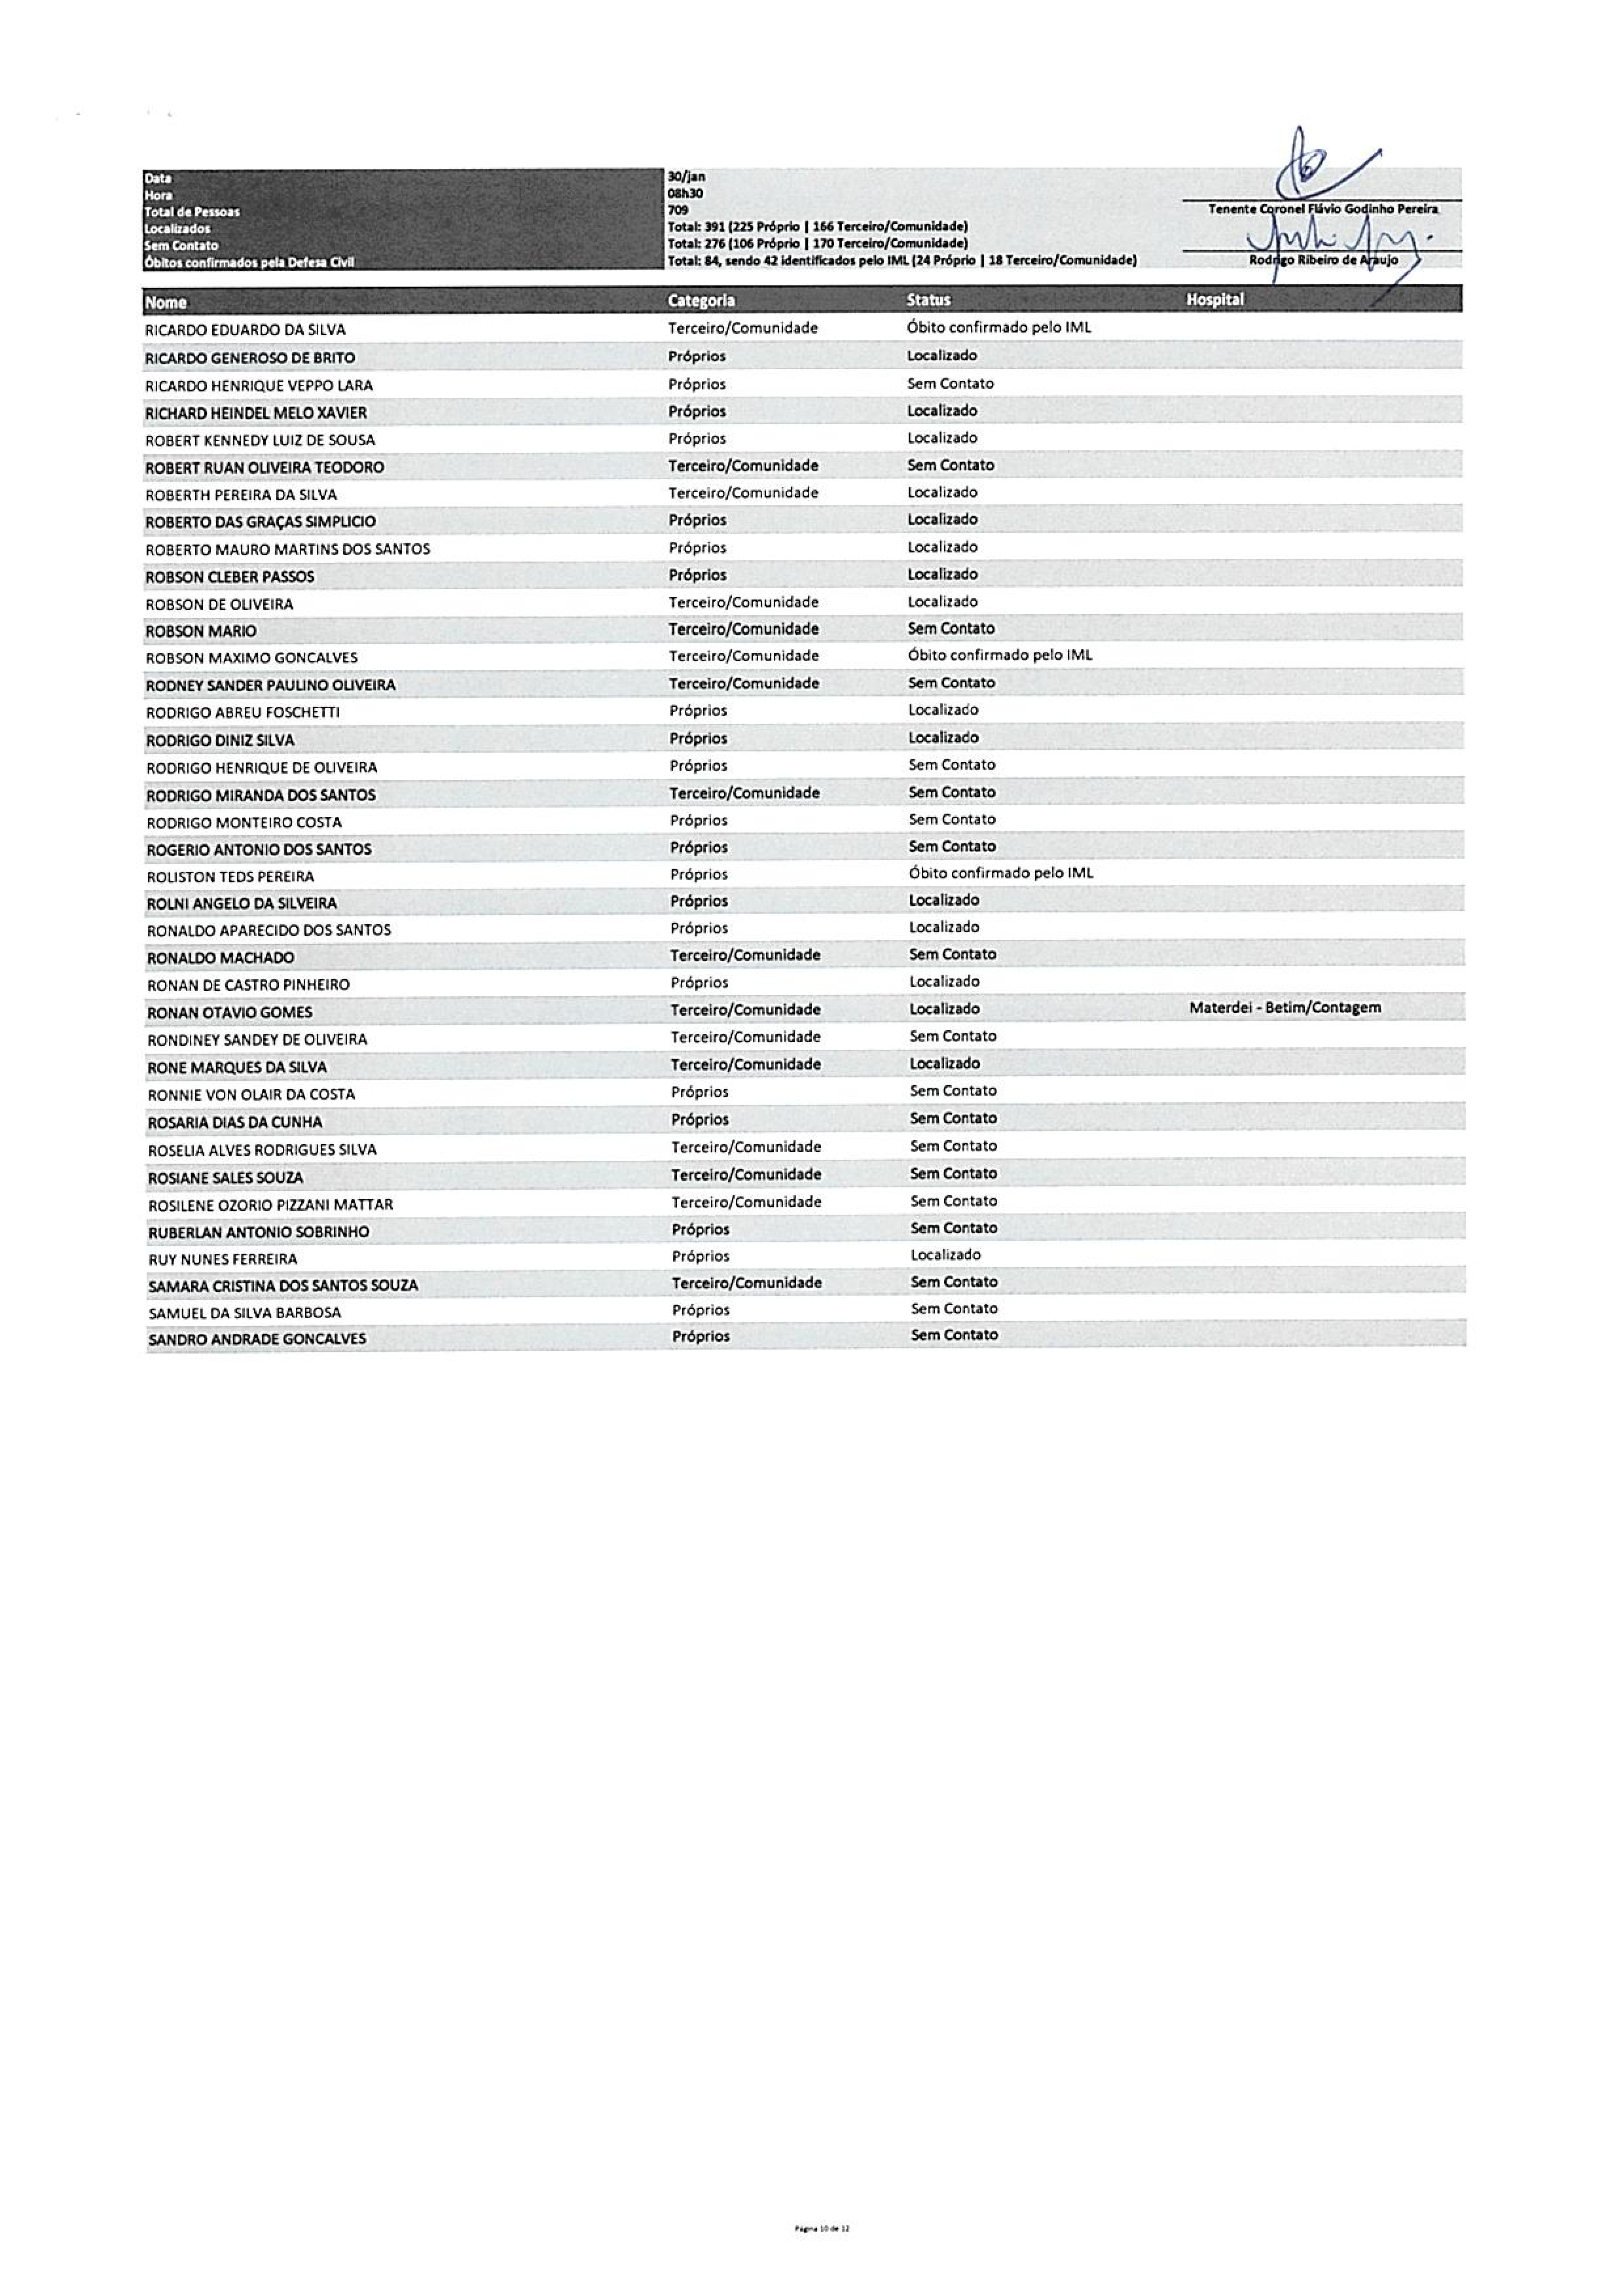 Data 30/jan
Hora 08h30
Total de Pessoas 709
Tenente Coronel Flávio Godinho Pereira
Localizados Total: 391 (225 Próprio | 166 Terceiro/Comunidade)
Sem Contato Total: 276 (106 Próprio | 170 Terceiro/Comunidade)
Óbitos confirmados pela Defesa Civil Total: 84, sendo 42 identificados pelo IML (24 Próprio | 18 Terceiro/Comunidade)
Rodrigo Ribeiro de Araujo
Nome Categoria Status Hospital
RICARDO EDUARDO DA SILVA Terceiro/Comunidade Óbito confirmado pelo IML
RICARDO GENEROSO DE BRITO Próprios Localizado
RICARDO HENRIQUE VEPPO LARA Próprios Sem Contato
RICHARD HEINDEL MELO XAVIER Próprios Localizado
ROBERT KENNEDY LUIZ DE SOUSA Próprios Localizado
ROBERT RUAN OLIVEIRA TEODORO Terceiro/Comunidade Sem Contato
ROBERTH PEREIRA DA SILVA Terceiro/Comunidade Localizado
ROBERTO DAS GRAÇAS SIMPLICIO Próprios Localizado
ROBERTO MAURO MARTINS DOS SANTOS Próprios Localizado
ROBSON CLEBER PASSOS Próprios Localizado
ROBSON DE OLIVEIRA Terceiro/Comunidade Localizado
ROBSON MARIO Terceiro/Comunidade Sem Contato
ROBSON MAXIMO GONCALVES Terceiro/Comunidade Óbito confirmado pelo IML
RODNEY SANDER PAULINO OLIVEIRA Terceiro/Comunidade Sem Contato
RODRIGO ABREU FOSCHETTI Próprios Localizado
RODRIGO DINIZ SILVA Próprios Localizado
RODRIGO HENRIQUE DE OLIVEIRA Próprios Sem Contato
RODRIGO MIRANDA DOS SANTOS Terceiro/Comunidade Sem Contato
RODRIGO MONTEIRO COSTA Próprios Sem Contato
ROGERIO ANTONIO DOS SANTOS Próprios Sem Contato
ROLISTON TEDS PEREIRA Próprios Óbito confirmado pelo IML
ROLNI ANGELO DA SILVEIRA Próprios Localizado
RONALDO APARECIDO DOS SANTOS Próprios Localizado
RONALDO MACHADO Terceiro/Comunidade Sem Contato
RONAN DE CASTRO PINHEIRO Próprios Localizado
RONAN OTAVIO GOMES Terceiro/Comunidade Localizado Materdei - Betim/Contagem
RONDINEY SANDEY DE OLIVEIRA Terceiro/Comunidade Sem Contato
RONE MARQUES DA SILVA Terceiro/Comunidade Localizado
RONNIE VON OLAIR DA COSTA Próprios Sem Contato
ROSARIA DIAS DA CUNHA Próprios Sem Contato
ROSELIA ALVES RODRIGUES SILVA Terceiro/Comunidade Sem Contato
ROSIANE SALES SOUZA Terceiro/Comunidade Sem Contato
ROSILENE OZORIO PIZZANI MATTAR Terceiro/Comunidade Sem Contato
RUBERLAN ANTONIO SOBRINHO Próprios Sem Contato
RUY NUNES FERREIRA Próprios Localizado
SAMARA CRISTINA DOS SANTOS SOUZA Terceiro/Comunidade Sem Contato
SAMUEL DA SILVA BARBOSA Próprios Sem Contato
SANDRO ANDRADE GONCALVES Próprios Sem Contato
Página 10 de 12